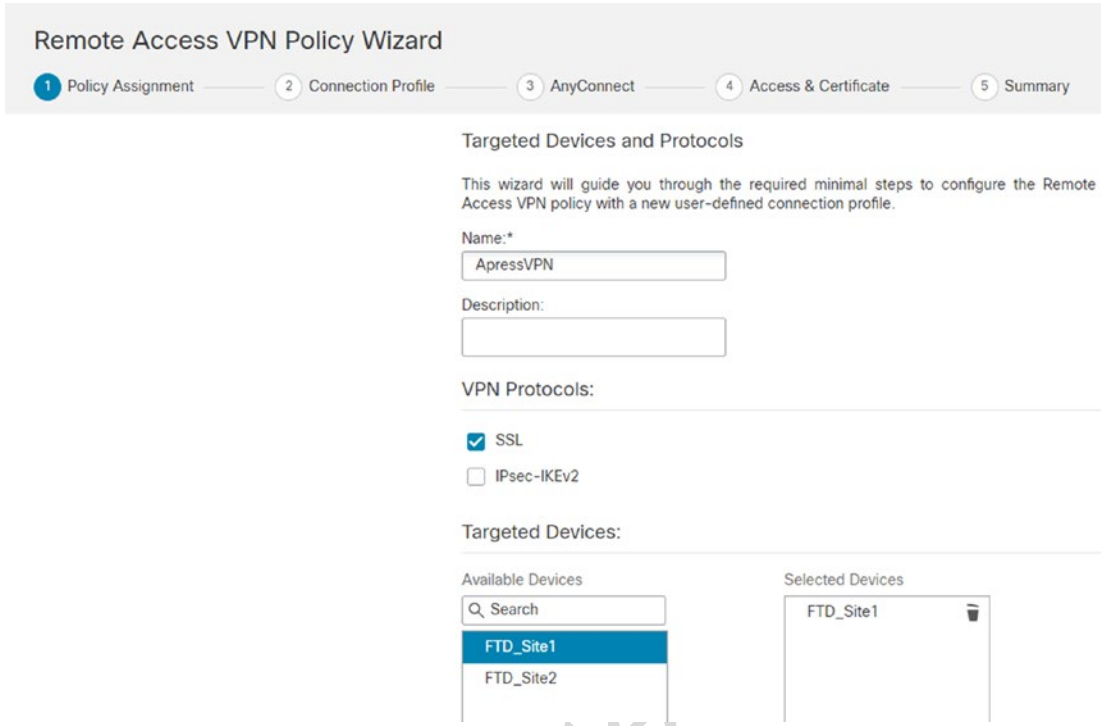 Remote Access VPN Policy Wizard
1 Policy Assignment 2 Connection Profile 3 AnyConnect 4 Access & Certificate 5 Summary
Targeted Devices and Protocols
This wizard will guide you through the required minimal steps to configure the Remote
Access VPN policy with a new user-defined connection profile.
Name:*
ApressVPN
Description:
VPN Protocols:
SSL
IPsec-IKEv2
Targeted Devices:
Available Devices Selected Devices
Search FTD_Site1
FTD_Site1
FTD_Site2